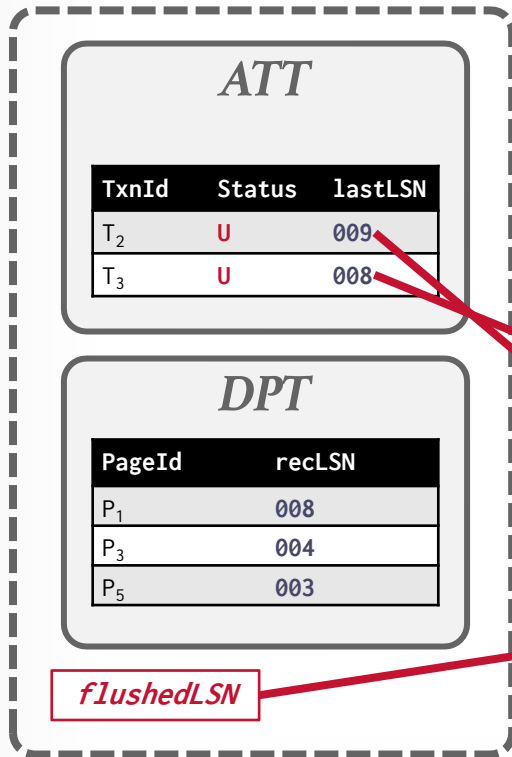 ATT
TxnId Status lastLSN
T₂ U 009
T₃ U 008
DPT
PageId recLSN
P₁ 008
P₃ 004
P₅ 003
flushedLSN